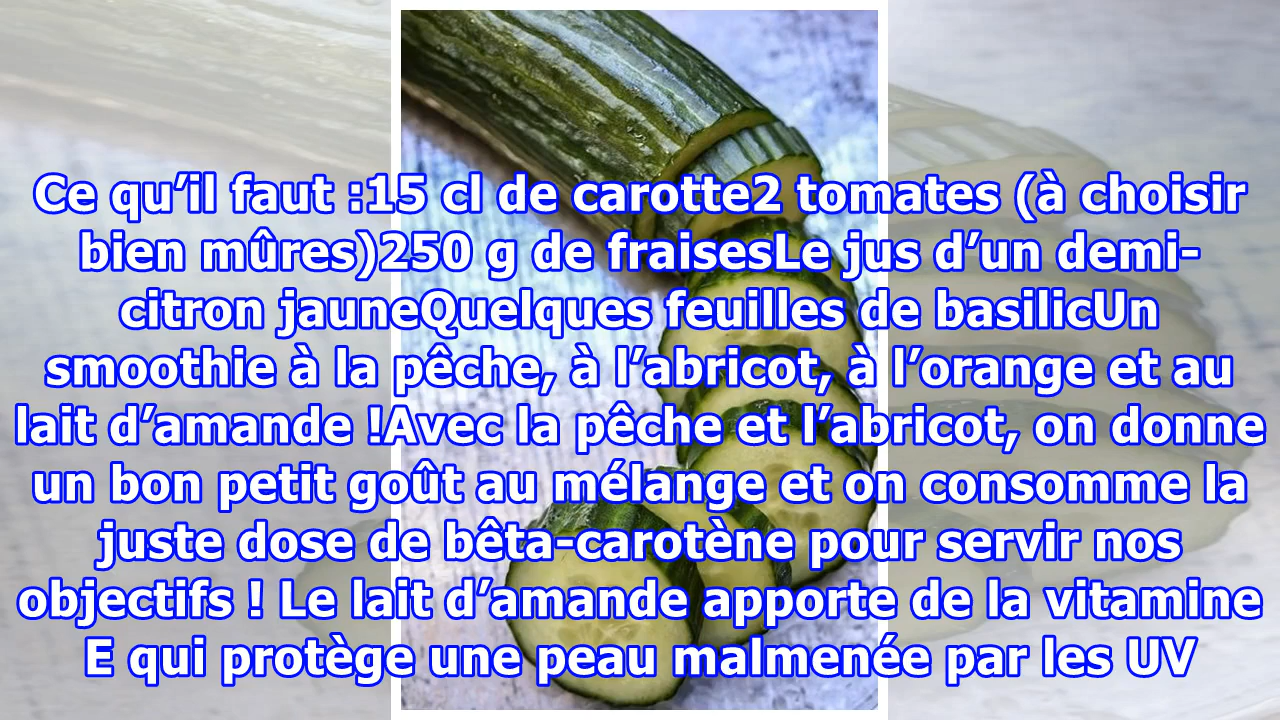 Ce qu’il faut :15 cl de carotte2 tomates (à choisir
bien mûres)250 g de fraisesLe jus d’un demi-
citron jauneQuelques feuilles de basilicUn
smoothie à la pêche, à l’abricot, à l’orange et au
lait d’amande !Avec la pêche et l’abricot, on donne
un bon petit goût au mélange et on consomme la
juste dose de bêta-carotène pour servir nos
objectifs ! Le lait d’amande apporte de la vitamine
E qui protège une peau malmenée par les UV